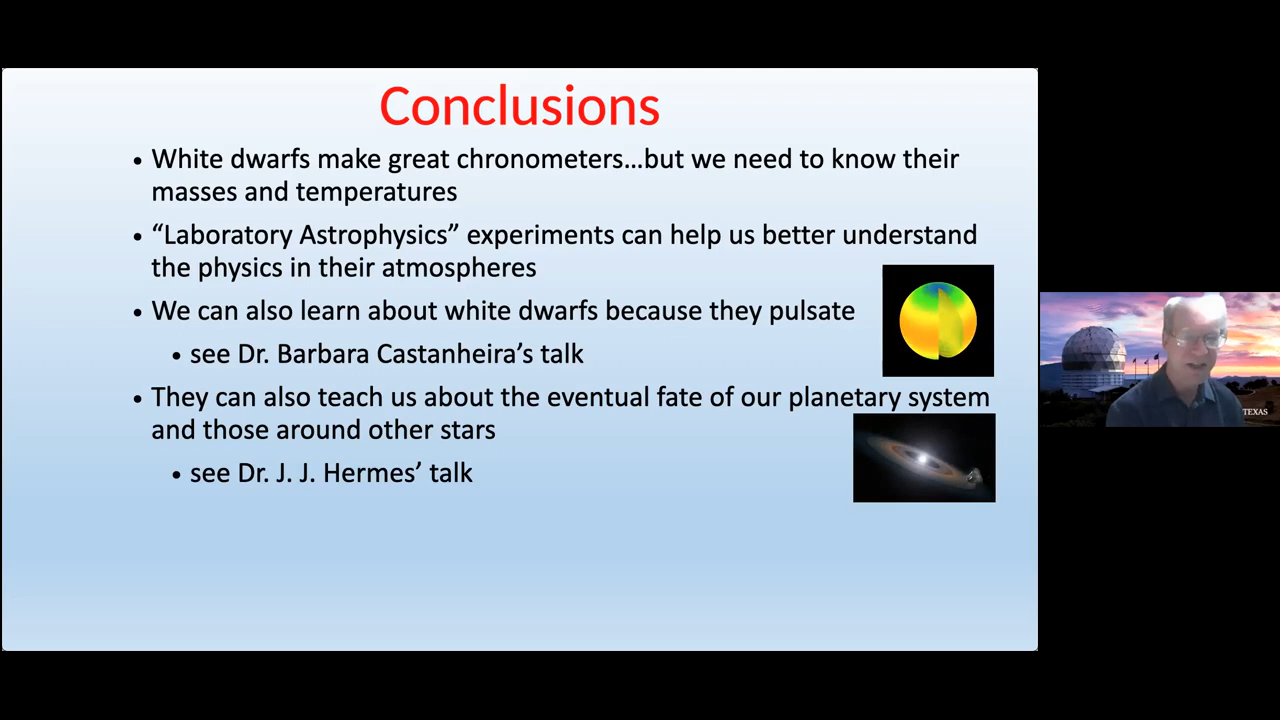 Conclusions
• White dwarfs make great chronometers…but we need to know their
masses and temperatures
• “Laboratory Astrophysics” experiments can help us better understand
the physics in their atmospheres
• We can also learn about white dwarfs because they pulsate
• see Dr. Barbara Castanheira’s talk
• They can also teach us about the eventual fate of our planetary system
and those around other stars
• see Dr. J. J. Hermes’ talk
TEXAS